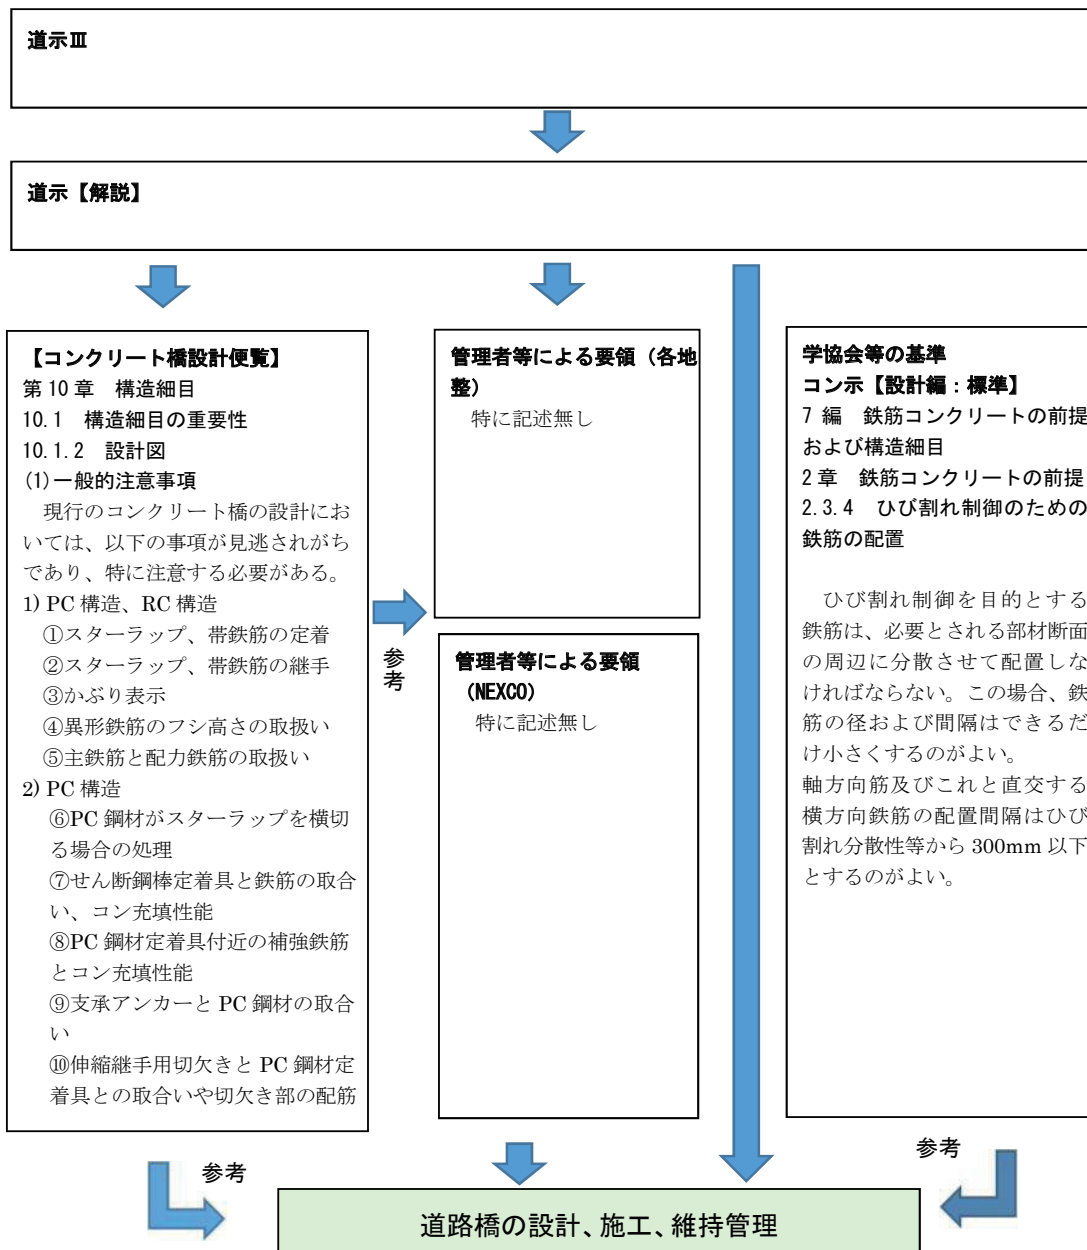 道示Ⅲ
道示【解説】
【コンクリート橋設計便覧】
第 10 章　構造細目
10.1　構造細目の重要性
10.1.2　設計図
(1)一般的注意事項
　現行のコンクリート橋の設計にお
いては、以下の事項が見逃されがち
であり、特に注意する必要がある。
1) PC 構造、RC 構造
①スターラップ、帯鉄筋の定着
②スターラップ、帯鉄筋の継手
③かぶり表示
④異形鉄筋のフシ高さの取扱い
⑤主鉄筋と配力鉄筋の取扱い
2) PC 構造
⑥PC 鋼材がスターラップを横切
る場合の処理
⑦せん断鋼棒定着具と鉄筋の取合
い、コン充填性能
⑧PC 鋼材定着具付近の補強鉄筋
とコン充填性能
⑨支承アンカーと PC 鋼材の取合
い
⑩伸縮継手用切欠きと PC 鋼材定
着具との取合いや切欠き部の配筋
参考
管理者等による要領（各地
整）
特に記述無し
管理者等による要領
（NEXCO）
特に記述無し
学協会等の基準
コン示【設計編：標準】
7 編　鉄筋コンクリートの前提
および構造細目
2 章　鉄筋コンクリートの前提
2.3.4　ひび割れ制御のための
鉄筋の配置
　ひび割れ制御を目的とする
鉄筋は、必要とされる部材断面
の周辺に分散させて配置しな
ければならない。この場合、鉄
筋の径および間隔はできるだ
け小さくするのがよい。
軸方向筋及びこれと直交する
横方向鉄筋の配置間隔はひび
割れ分散性等から 300mm 以下
とするのがよい。
参考
参考
道路橋の設計、施工、維持管理